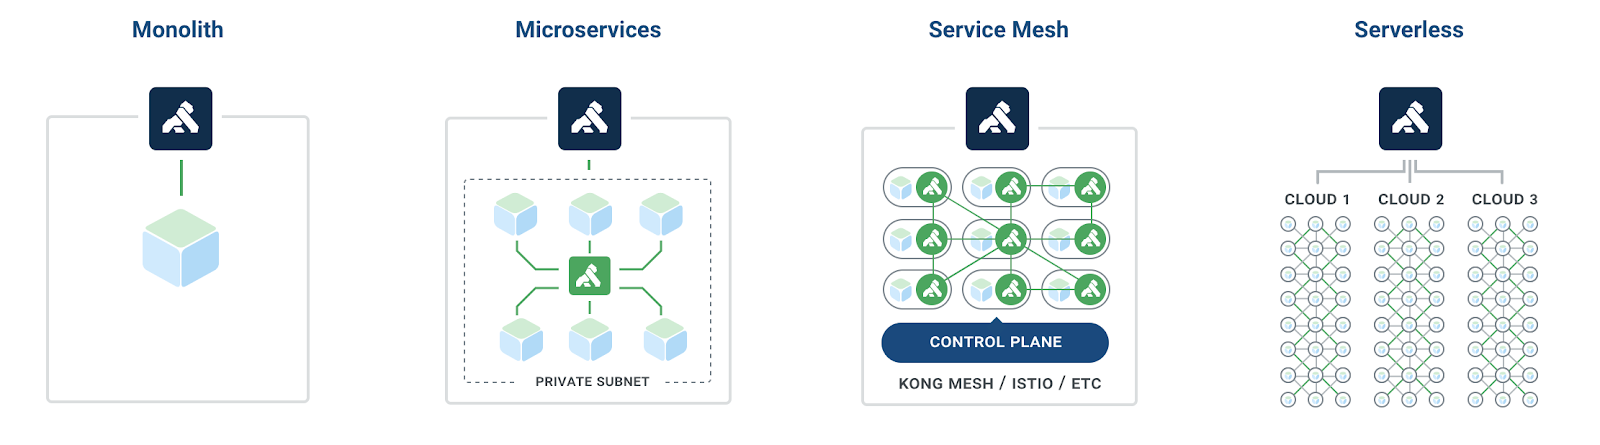 Monolith
Microservices
Service Mesh
Serverless
PRIVATE SUBNET
CONTROL PLANE
KONG MESH / ISTIO / ETC
CLOUD 1
CLOUD 2
CLOUD 3